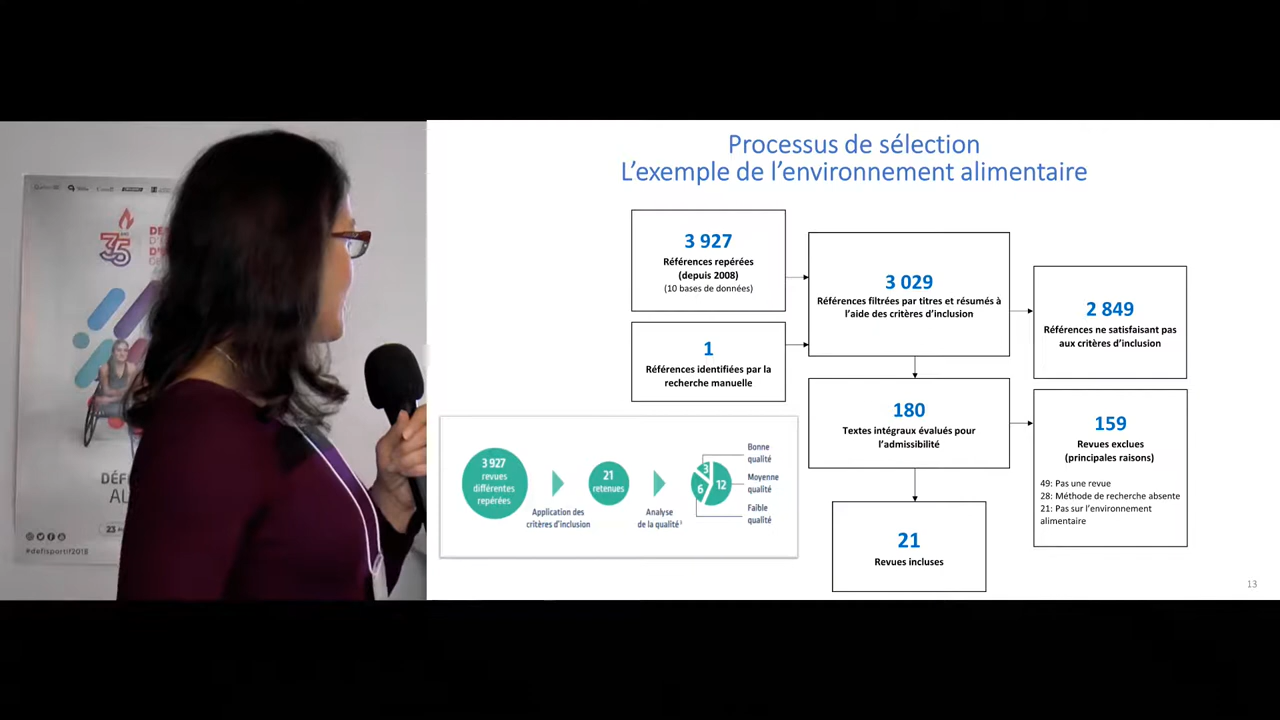 Processus de sélection
L'exemple de l'environnement alimentaire
3 927
Références repérées
(depuis 2008)
(10 bases de données)
1
Références identifiées par la
recherche manuelle
3 029
Références filtrées par titres et résumés à
l'aide des critères d'inclusion
2 849
Références ne satisfaisant pas
aux critères d'inclusion
180
Textes intégraux évalués pour
l'admissibilité
159
Revues exclues
(principales raisons)
49: Pas une revue
28: Méthode de recherche absente
21: Pas sur l'environnement
alimentaire
21
Revues incluses
3 927
revues
différentes
repérées
Application des
critères d'inclusion
21
retenues
Analyse
de la qualité¹
3
12
6
Bonne
qualité
Moyenne
qualité
Faible
qualité
13
35
DÉF
AL
23
#defisportif2018